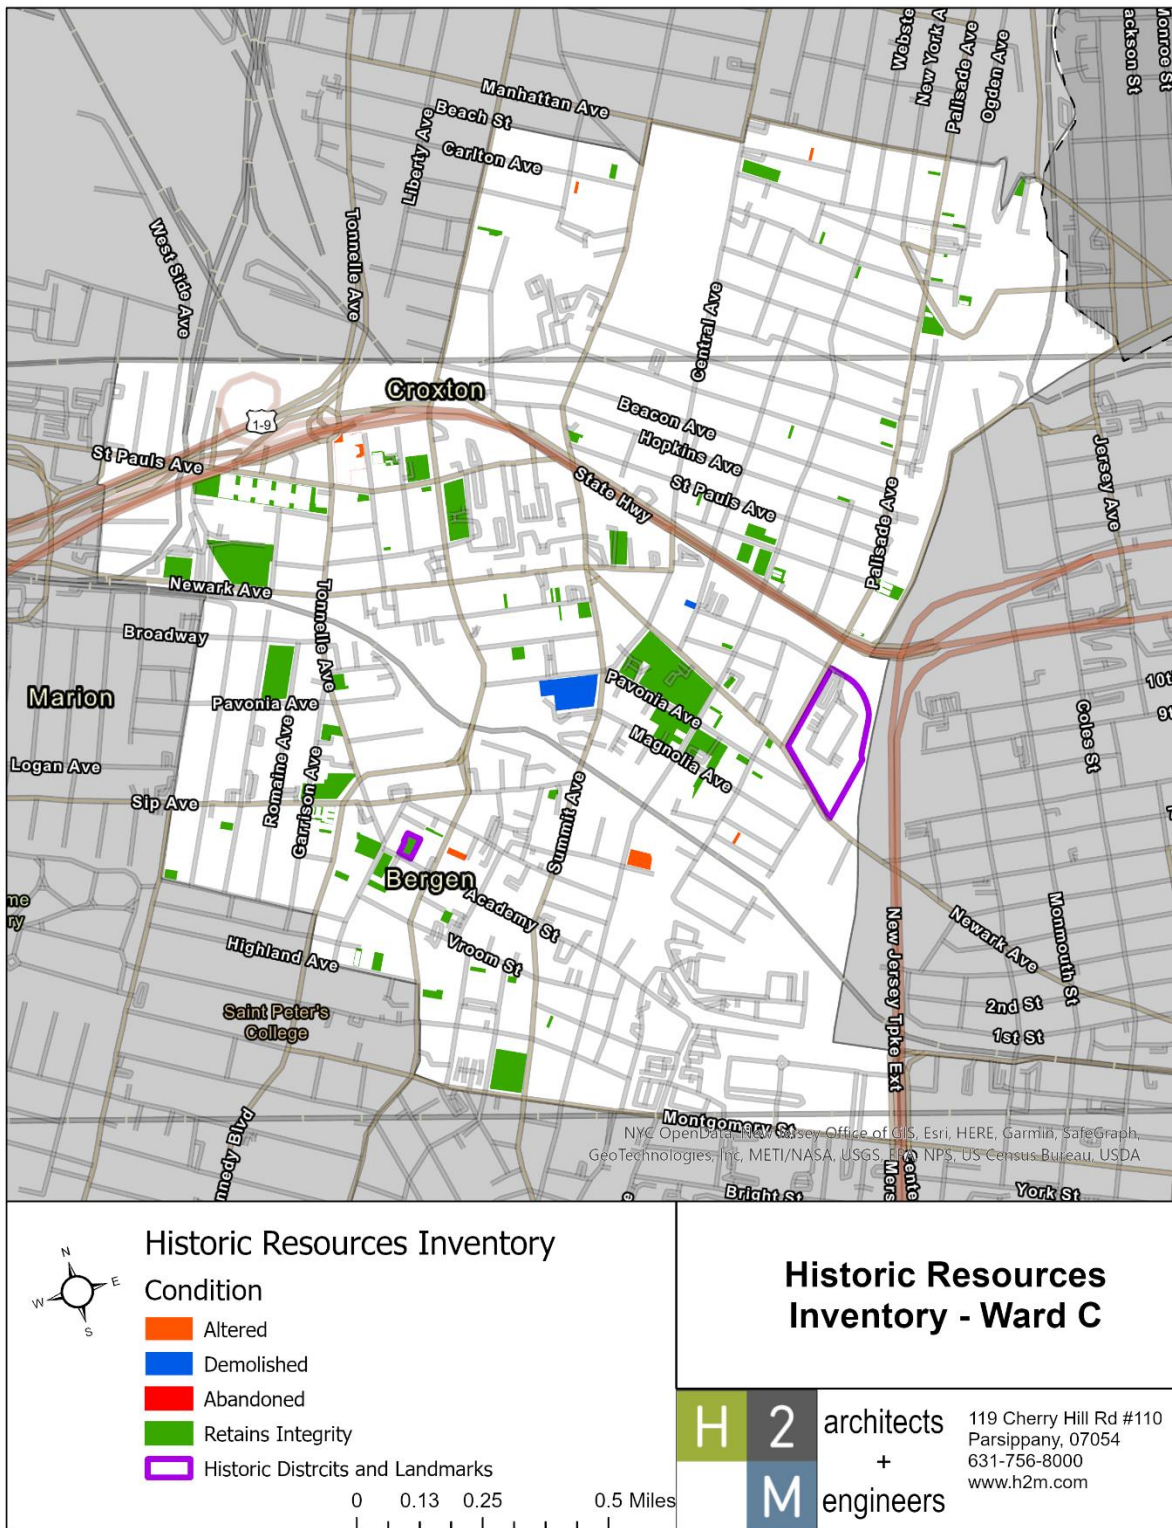 Manhattan Ave
Beach St
Carlton Ave
Liberty Ave
Tonnelle Ave
West Side Ave
New York A
Palisade Ave
Ogden Ave
ackson St
Monroe St
Central Ave
Croxton
1-9
St Pauls Ave
Beacon Ave
Hopkins Ave
St Pauls Ave
State Hwy
Palisade Ave
Jersey Ave
Newark Ave
Broadway
Tonnelle Ave
Marion
Pavonia Ave
Pavonia Ave
Magnolia Ave
Romaine Ave
Garrison Ave
Logan Ave
Sip Ave
Summit Ave
Coles St
10t
Bergen
Academy St
Vroom St
Highland Ave
Saint Peter's
College
me
ry
Newark Ave
Monmouth St
2nd St
1st St
New Jersey Tpke Ext
nnedy Blvd
Montgomery St
NYC OpenData, New Jersey Office of GIS, Esri, HERE, Garmin, SafeGraph,
GeoTechnologies, Inc, METI/NASA, USGS, EPA, NPS, US Census Bureau, USDA
Bright St
York St
Historic Resources Inventory
Condition
Altered
Demolished
Abandoned
Retains Integrity
Historic Distrcits and Landmarks
N
E
S
W
0 0.13 0.25 0.5 Miles
Historic Resources
Inventory - Ward C
H2M
architects
+
engineers
119 Cherry Hill Rd #110
Parsippany, 07054
631-756-8000
www.h2m.com